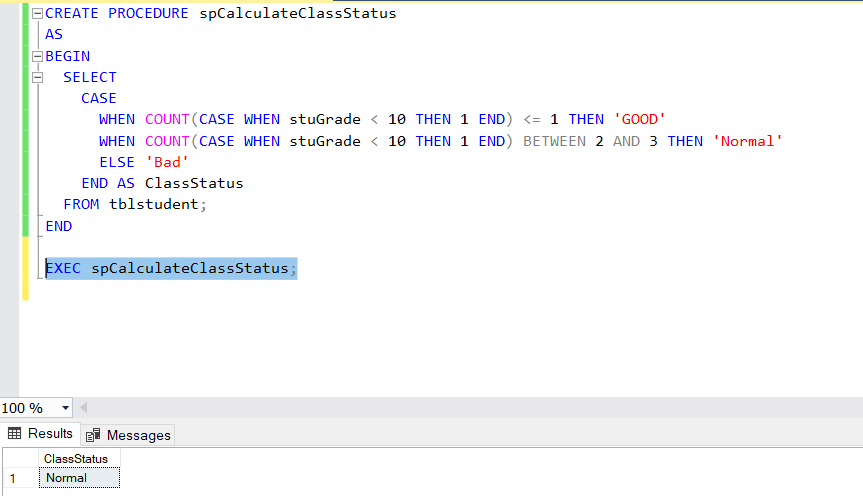 CREATE PROCEDURE spCalculateClassStatus
AS
BEGIN
SELECT
CASE
WHEN COUNT(CASE WHEN stuGrade < 10 THEN 1 END) <= 1 THEN 'GOOD'
WHEN COUNT(CASE WHEN stuGrade < 10 THEN 1 END) BETWEEN 2 AND 3 THEN 'Normal'
ELSE 'Bad'
END AS ClassStatus
FROM tblstudent;
END
EXEC spCalculateClassStatus;
100 %
Results Messages
ClassStatus
1 Normal